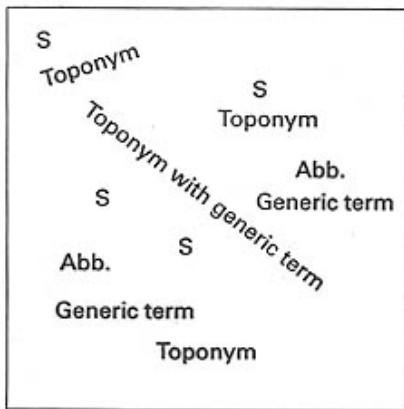 S
Toponym
S
Toponym
Toponym with generic term
Abb.
Generic term
S
S
Abb.
Generic term
Toponym